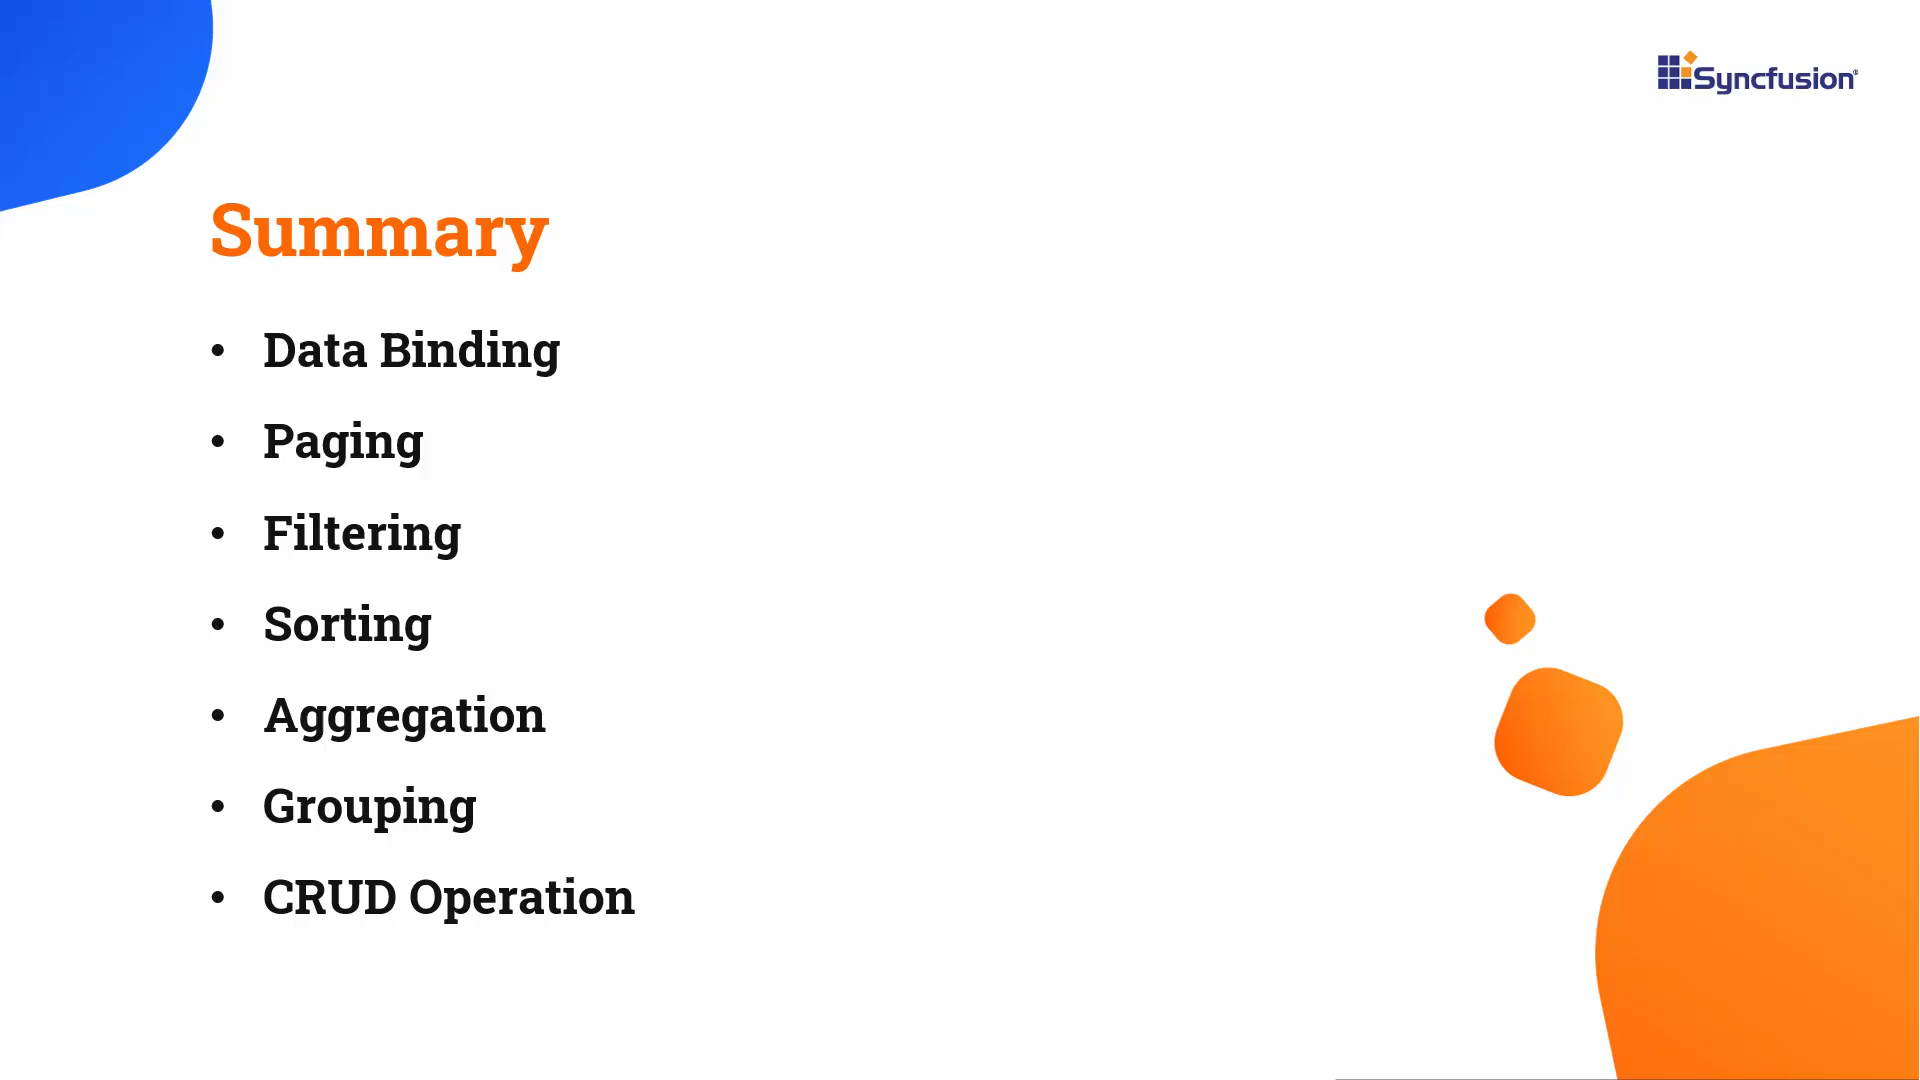 Syncfusion®
Summary
• Data Binding
• Paging
• Filtering
• Sorting
• Aggregation
• Grouping
• CRUD Operation